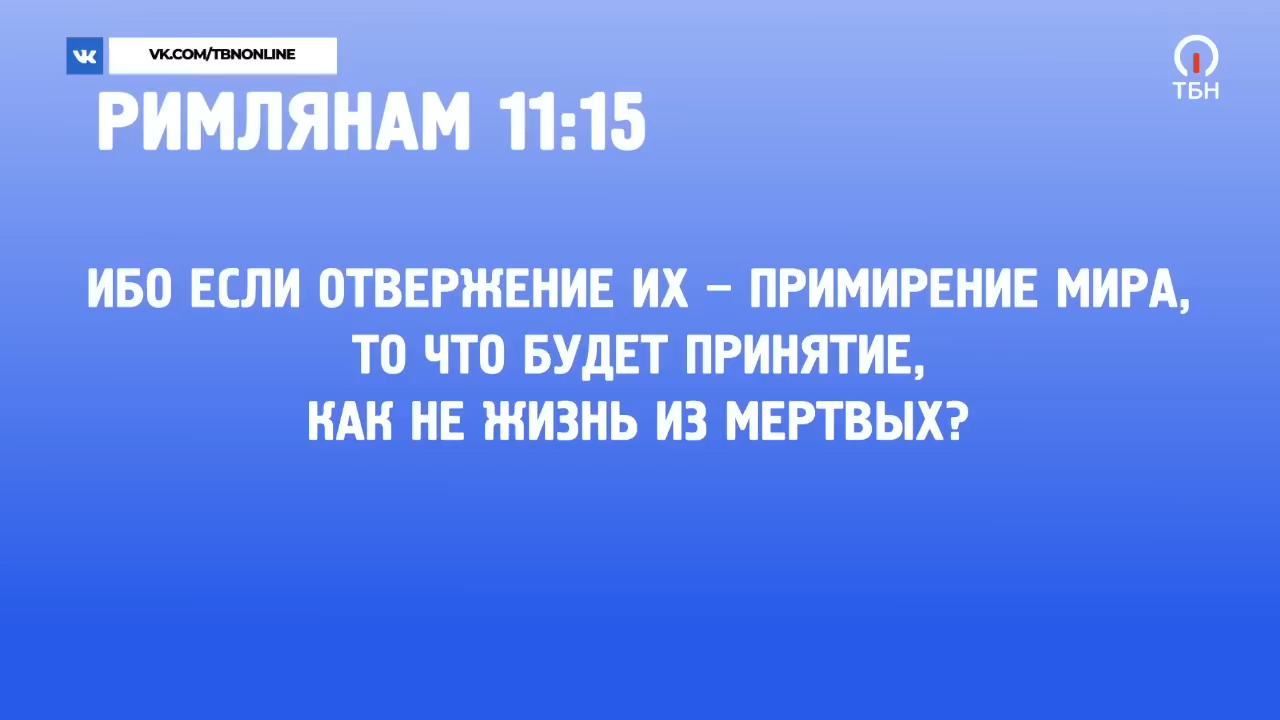 VK.COM/TBNONLINE
ТБН
РИМЛЯНАМ 11:15
ИБО ЕСЛИ ОТВЕРЖЕНИЕ ИХ – ПРИМИРЕНИЕ МИРА,
ТО ЧТО БУДЕТ ПРИНЯТИЕ,
КАК НЕ ЖИЗНЬ ИЗ МЕРТВЫХ?